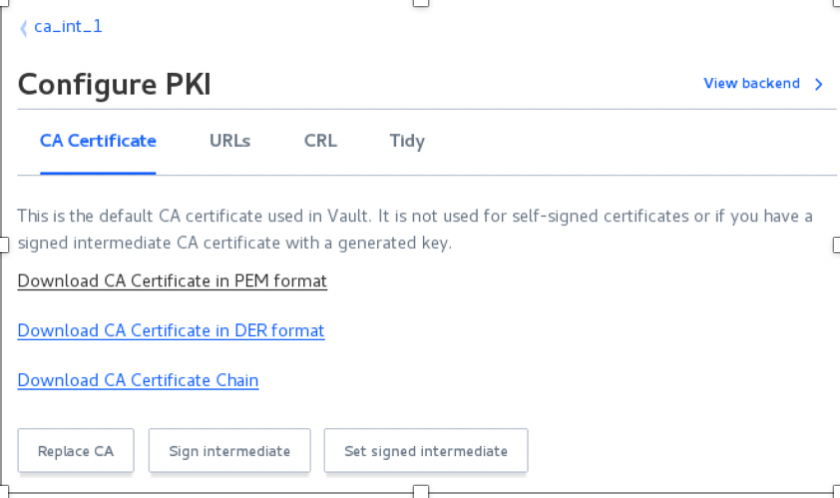 ca_int_1
Configure PKI
View backend
CA Certificate URLs CRL Tidy
This is the default CA certificate used in Vault. It is not used for self-signed certificates or if you have a
signed intermediate CA certificate with a generated key.
Download CA Certificate in PEM format
Download CA Certificate in DER format
Download CA Certificate Chain
Replace CA Sign intermediate Set signed intermediate